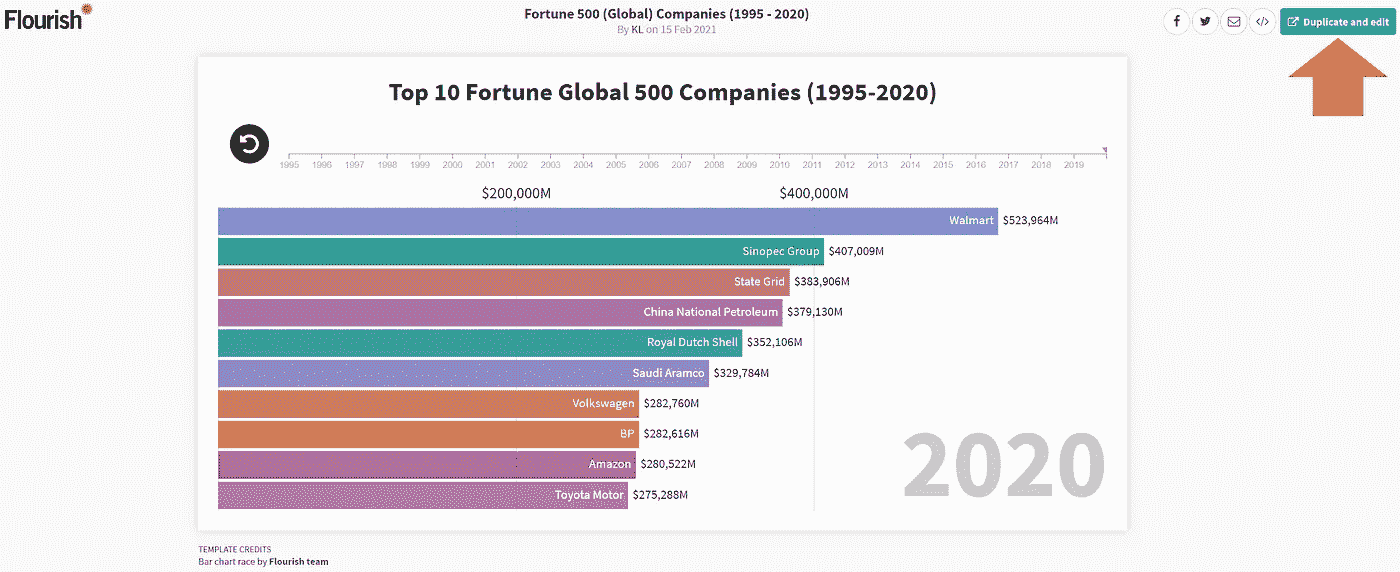 Flourish
Fortune 500 (Global) Companies (1995 - 2020)
By KL on 15 Feb 2021
Duplicate and edit
Top 10 Fortune Global 500 Companies (1995-2020)
1995 1996 1997 1998 1999 2000 2001 2002 2003 2004 2005 2006 2007 2008 2009 2010 2011 2012 2013 2014 2015 2016 2017 2018 2019
$200,000M $400,000M
Walmart $523,964M
Sinopec Group $407,009M
State Grid $383,906M
China National Petroleum $379,130M
Royal Dutch Shell $352,106M
Saudi Aramco $329,784M
Volkswagen $282,760M
BP $282,616M
Amazon $280,522M
Toyota Motor $275,288M
2020
TEMPLATE CREDITS
Bar chart race by Flourish team